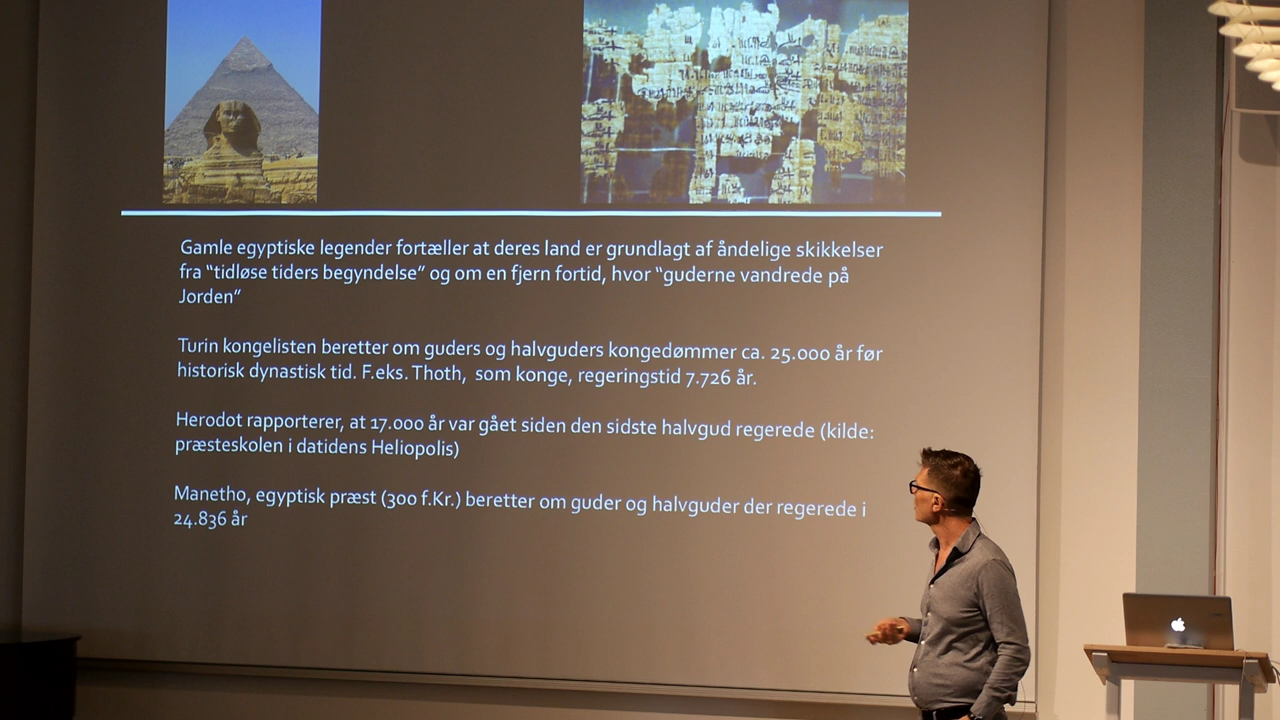 Gamle egyptiske legender fortæller at deres land er grundlagt af åndelige skikkelser
fra "tidløse tiders begyndelse" og om en fjern fortid, hvor "guderne vandrede på
Jorden"
Turin kongelisten beretter om guders og halvguders kongedømmer ca. 25.000 år før
historisk dynastisk tid. F.eks. Thoth, som konge, regeringstid 7.726 år.
Herodot rapporterer, at 17.000 år var gået siden den sidste halvgud regerede (kilde:
præsteskolen i datidens Heliopolis)
Manetho, egyptisk præst (300 f.Kr.) beretter om guder og halvguder der regerede i
24.836 år